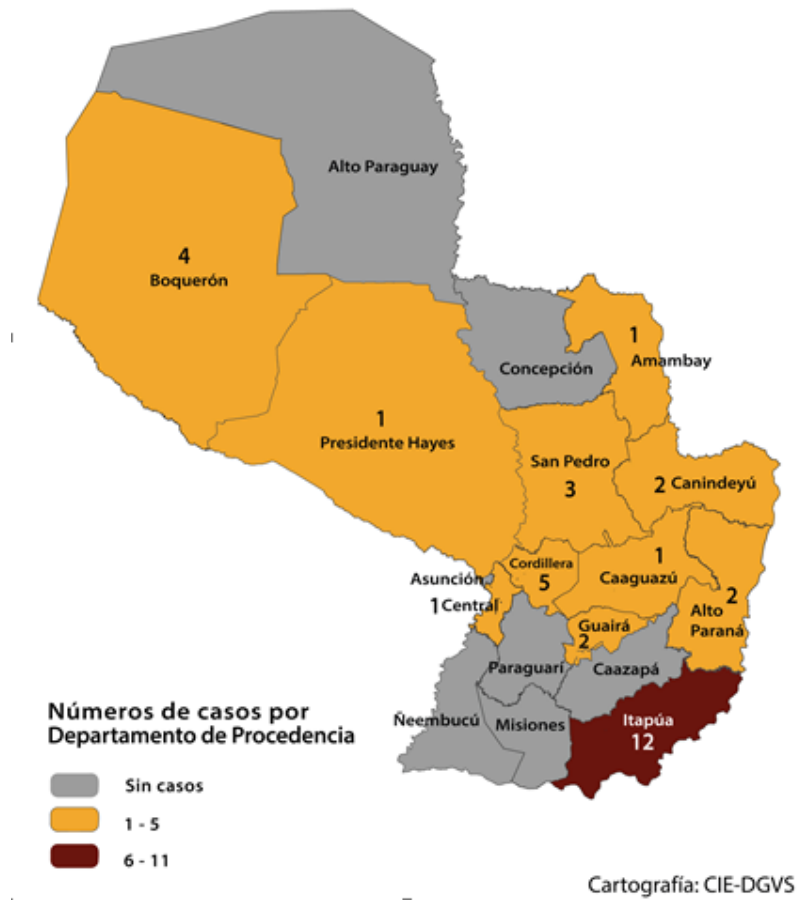 Alto Paraguay
4
Boquerón
1
Amambay
Concepción
1
Presidente Hayes
San Pedro
3
2 Canindeyú
Cordillera
5
1
Caaguazú
Asunción
1 Central
2
Alto
Paraná
Guairá
2
Paraguarí
Caazapá
Ñeembucú
Misiones
Itapúa
12
Números de casos por
Departamento de Procedencia
Sin casos
1 - 5
6 - 11
Cartografía: CIE-DGVS